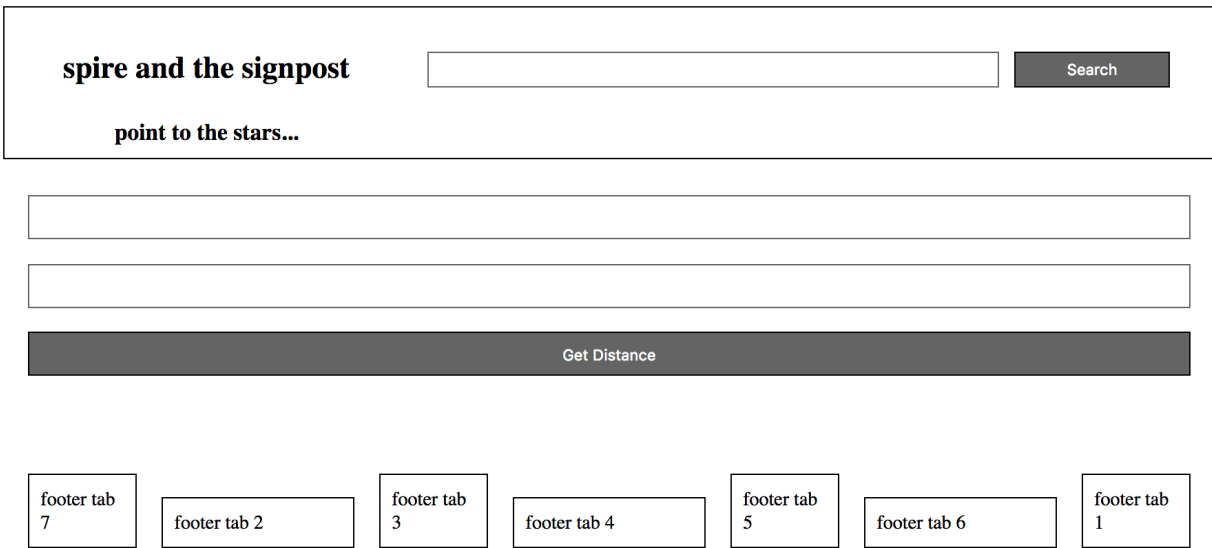 spire and the signpost
Search
point to the stars...
Get Distance
footer tab
7
footer tab 2
footer tab
3
footer tab 4
footer tab
5
footer tab 6
footer tab
1